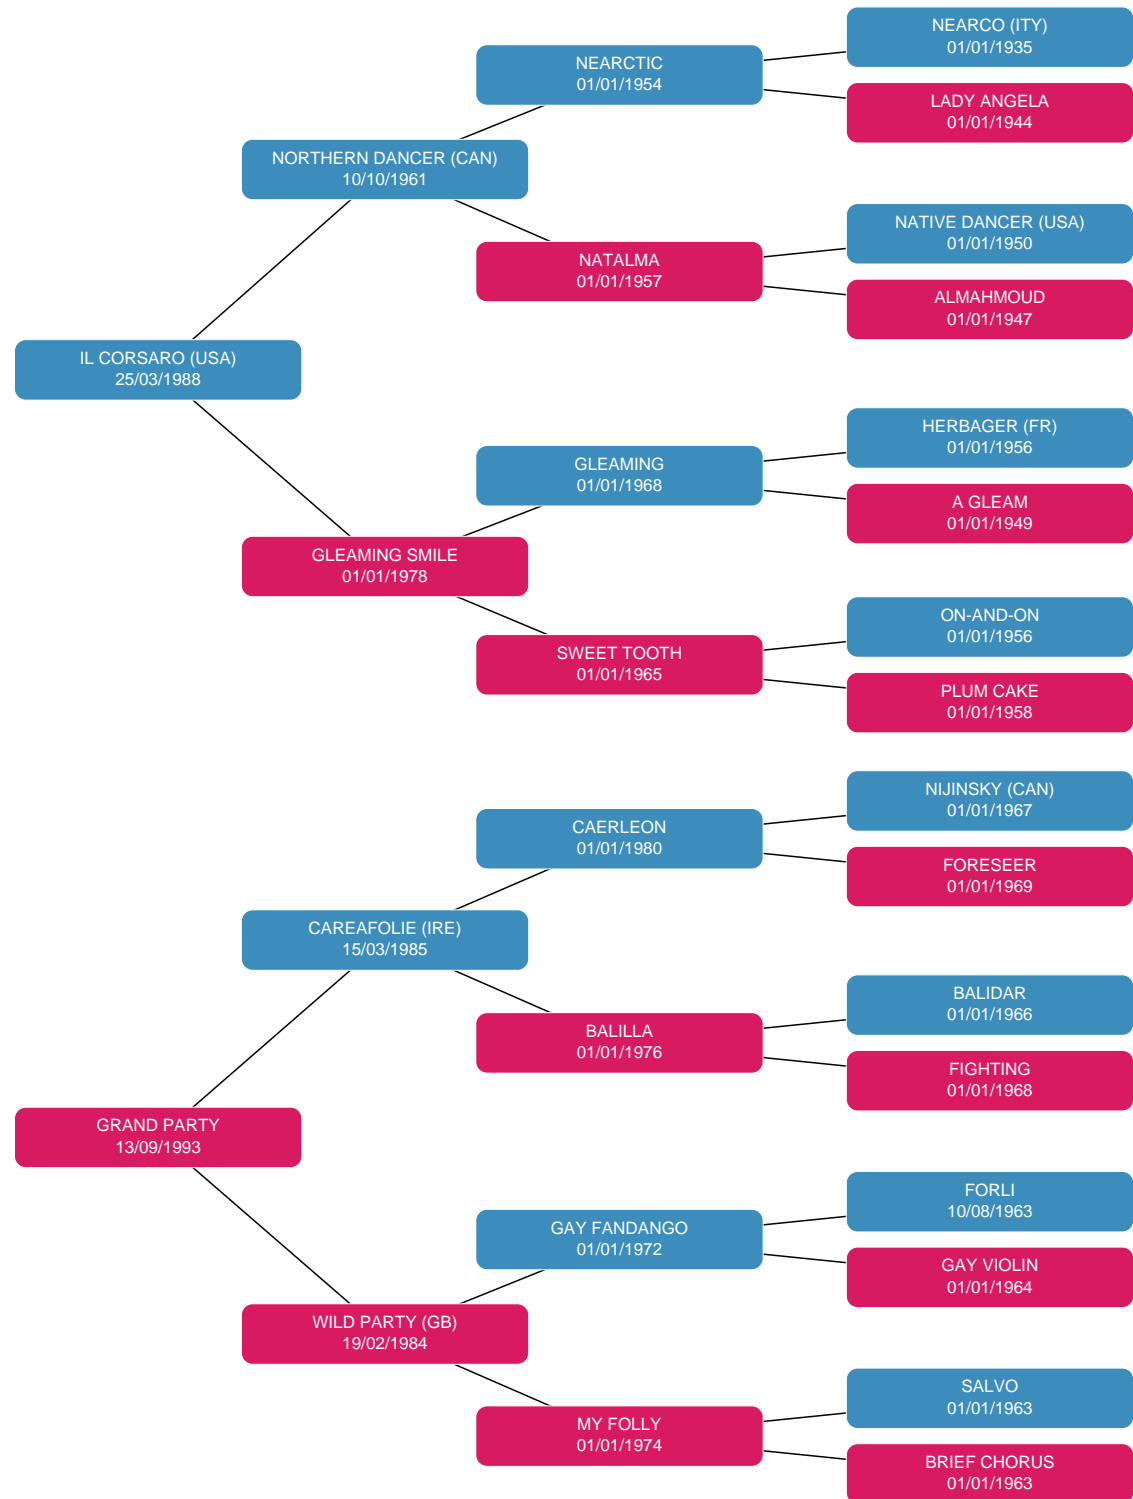 NEARCO (ITY)
01/01/1935
NEARCTIC
01/01/1954
LADY ANGELA
01/01/1944
NORTHERN DANCER (CAN)
10/10/1961
NATIVE DANCER (USA)
01/01/1950
NATALMA
01/01/1957
ALMAHMOUD
01/01/1947
IL CORSARO (USA)
25/03/1988
HERBAGER (FR)
01/01/1956
GLEAMING
01/01/1968
A GLEAM
01/01/1949
GLEAMING SMILE
01/01/1978
ON-AND-ON
01/01/1956
SWEET TOOTH
01/01/1965
PLUM CAKE
01/01/1958
NIJINSKY (CAN)
01/01/1967
CAERLEON
01/01/1980
FORESEER
01/01/1969
CAREAFOLIE (IRE)
15/03/1985
BALIDAR
01/01/1966
BALILLA
01/01/1976
FIGHTING
01/01/1968
GRAND PARTY
13/09/1993
FORLI
10/08/1963
GAY FANDANGO
01/01/1972
GAY VIOLIN
01/01/1964
WILD PARTY (GB)
19/02/1984
SALVO
01/01/1963
MY FOLLY
01/01/1974
BRIEF CHORUS
01/01/1963